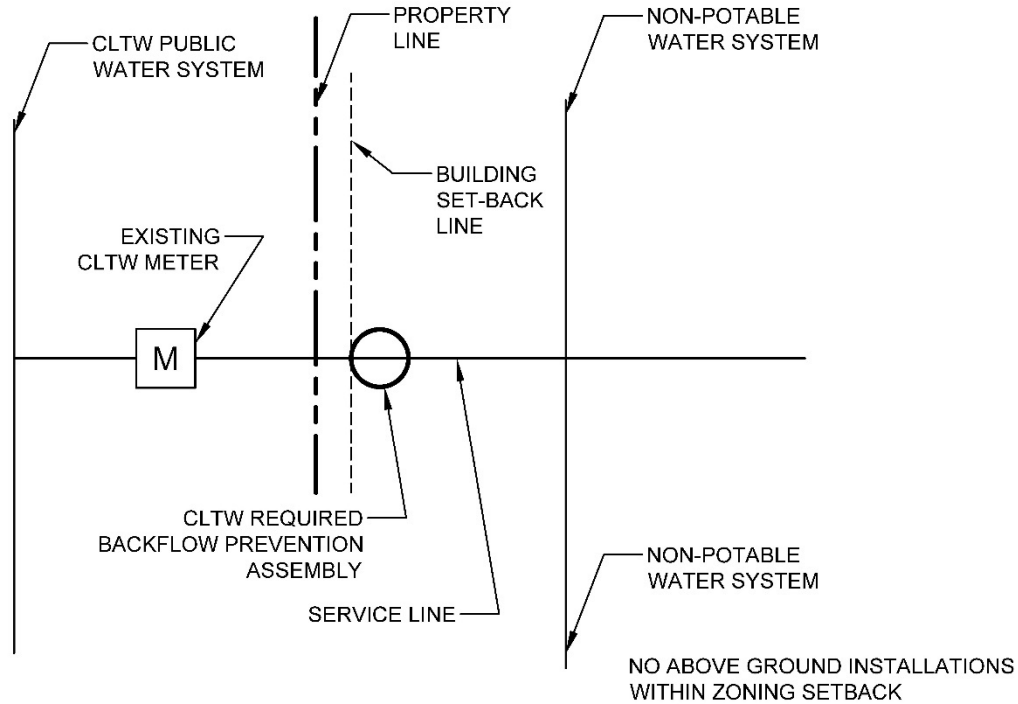 CLTW PUBLIC
WATER SYSTEM
PROPERTY
LINE
NON-POTABLE
WATER SYSTEM
BUILDING
SET-BACK
LINE
EXISTING
CLTW METER
M
CLTW REQUIRED
BACKFLOW PREVENTION
ASSEMBLY
SERVICE LINE
NON-POTABLE
WATER SYSTEM
NO ABOVE GROUND INSTALLATIONS
WITHIN ZONING SETBACK